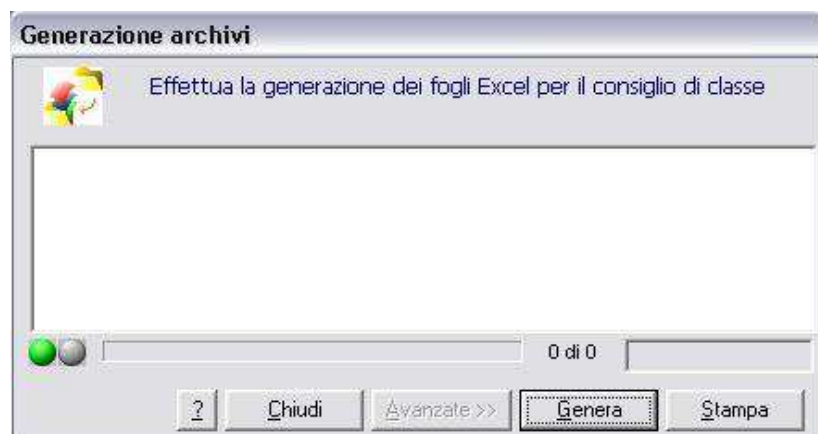 Generazione archivi
Effettua la generazione dei fogli Excel per il consiglio di classe
0 di 0
? Chiudi Avanzate >> Genera Stampa